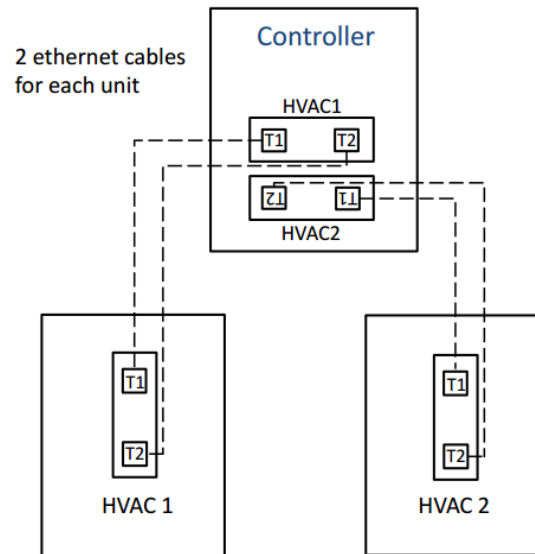 Controller
2 ethernet cables
for each unit
HVAC1
T1 T2
T2 T1
HVAC2
T1
T2
HVAC 1
T1
T2
HVAC 2